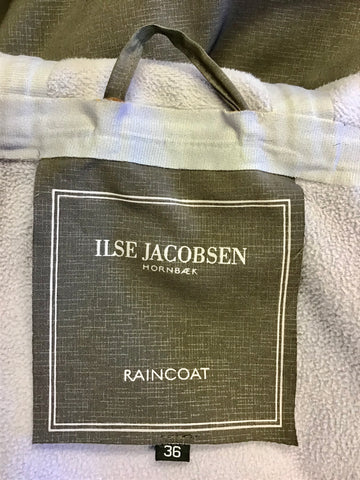 ILSE JACOBSEN
HORNBÆK
RAINCOAT
36